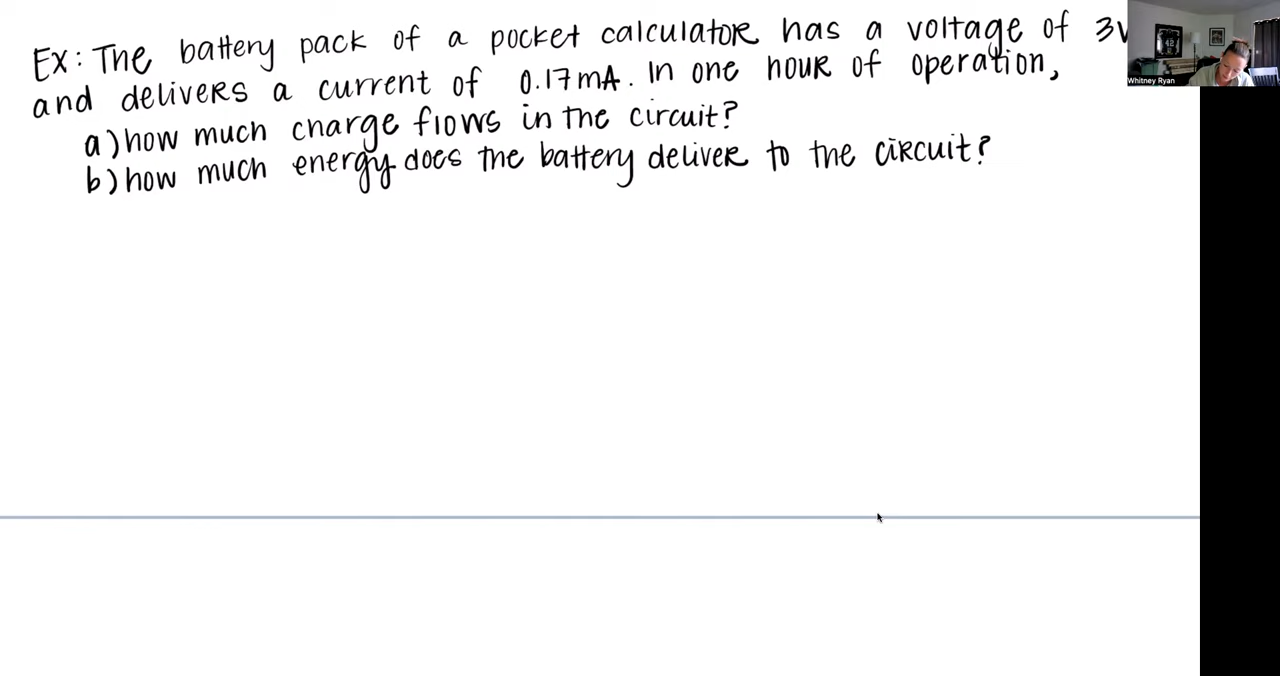 Ex: The battery pack of a pocket calculator has a voltage of 3V
and delivers a current of 0.17mA. In one hour of operation,
a) how much charge flows in the circuit?
b) how much energy does the battery deliver to the circuit?
Whitney Ryan